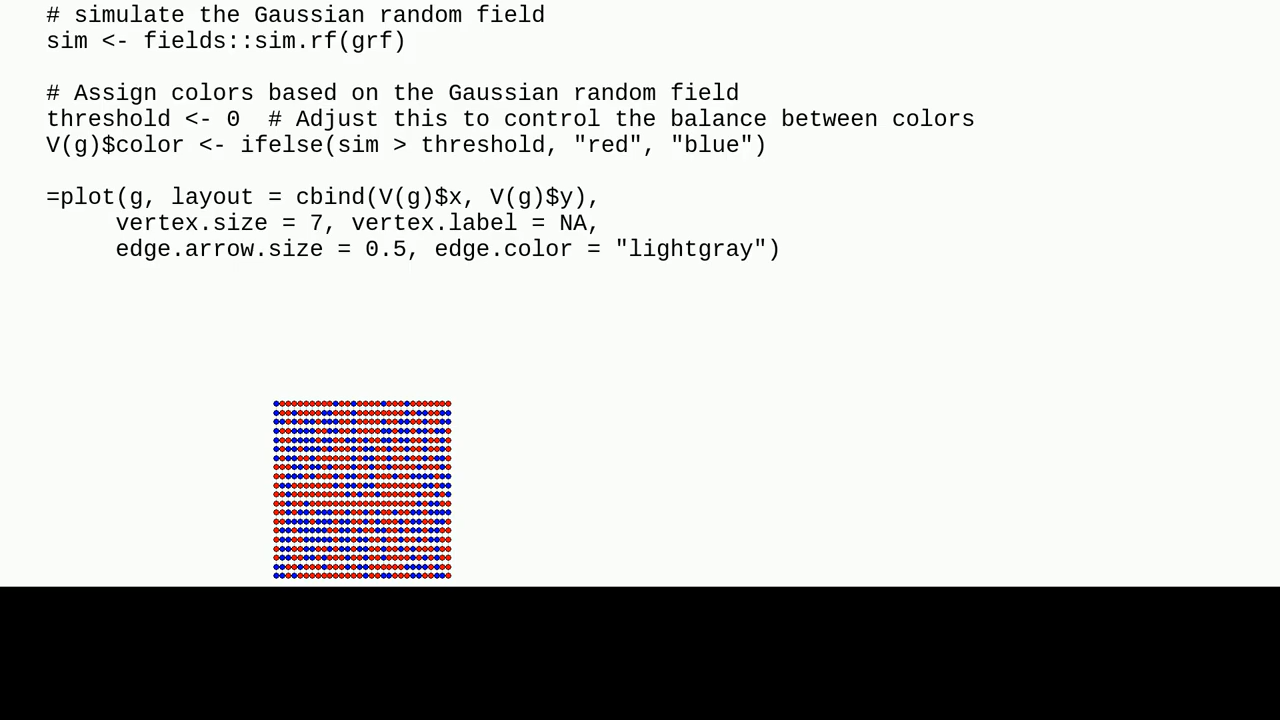 # simulate the Gaussian random field
sim <- fields::sim.rf(grf)
# Assign colors based on the Gaussian random field
threshold <- 0  # Adjust this to control the balance between colors
V(g)$color <- ifelse(sim > threshold, "red", "blue")
=plot(g, layout = cbind(V(g)$x, V(g)$y),
     vertex.size = 7, vertex.label = NA,
     edge.arrow.size = 0.5, edge.color = "lightgray")